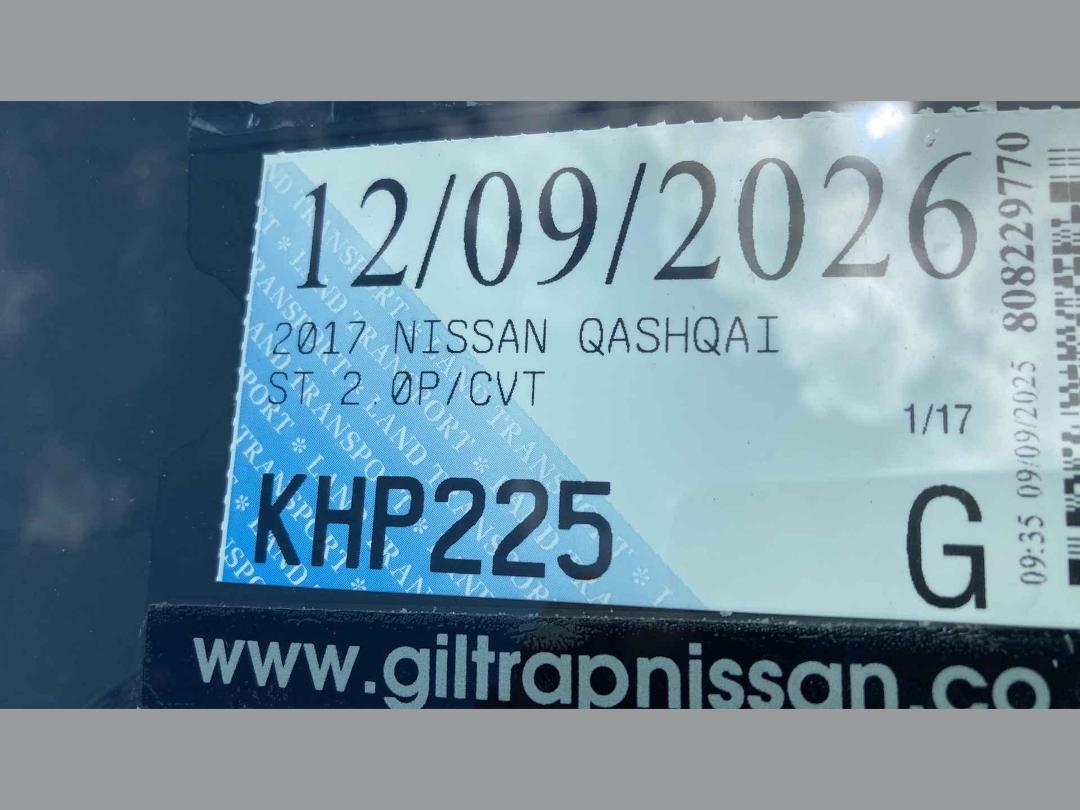 12/09/2026
2017 NISSAN QASHQAI
ST 2 0P/CVT
1/17
KHP225
G
09:35 09/09/2025 8082297770
www.giltrapnissan.co